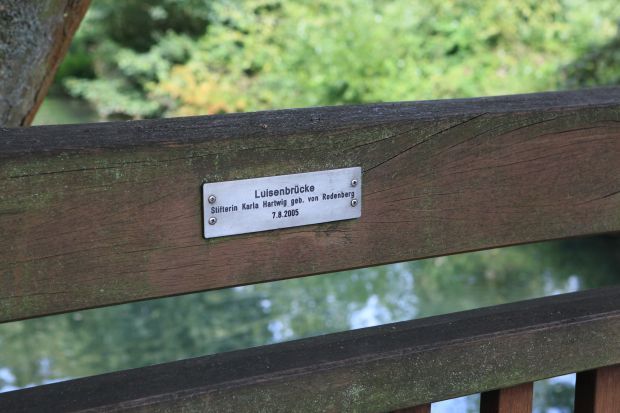 Luisenbrücke
Stifterin Karla Hartwig geb. von Rodenberg
7.8.2005